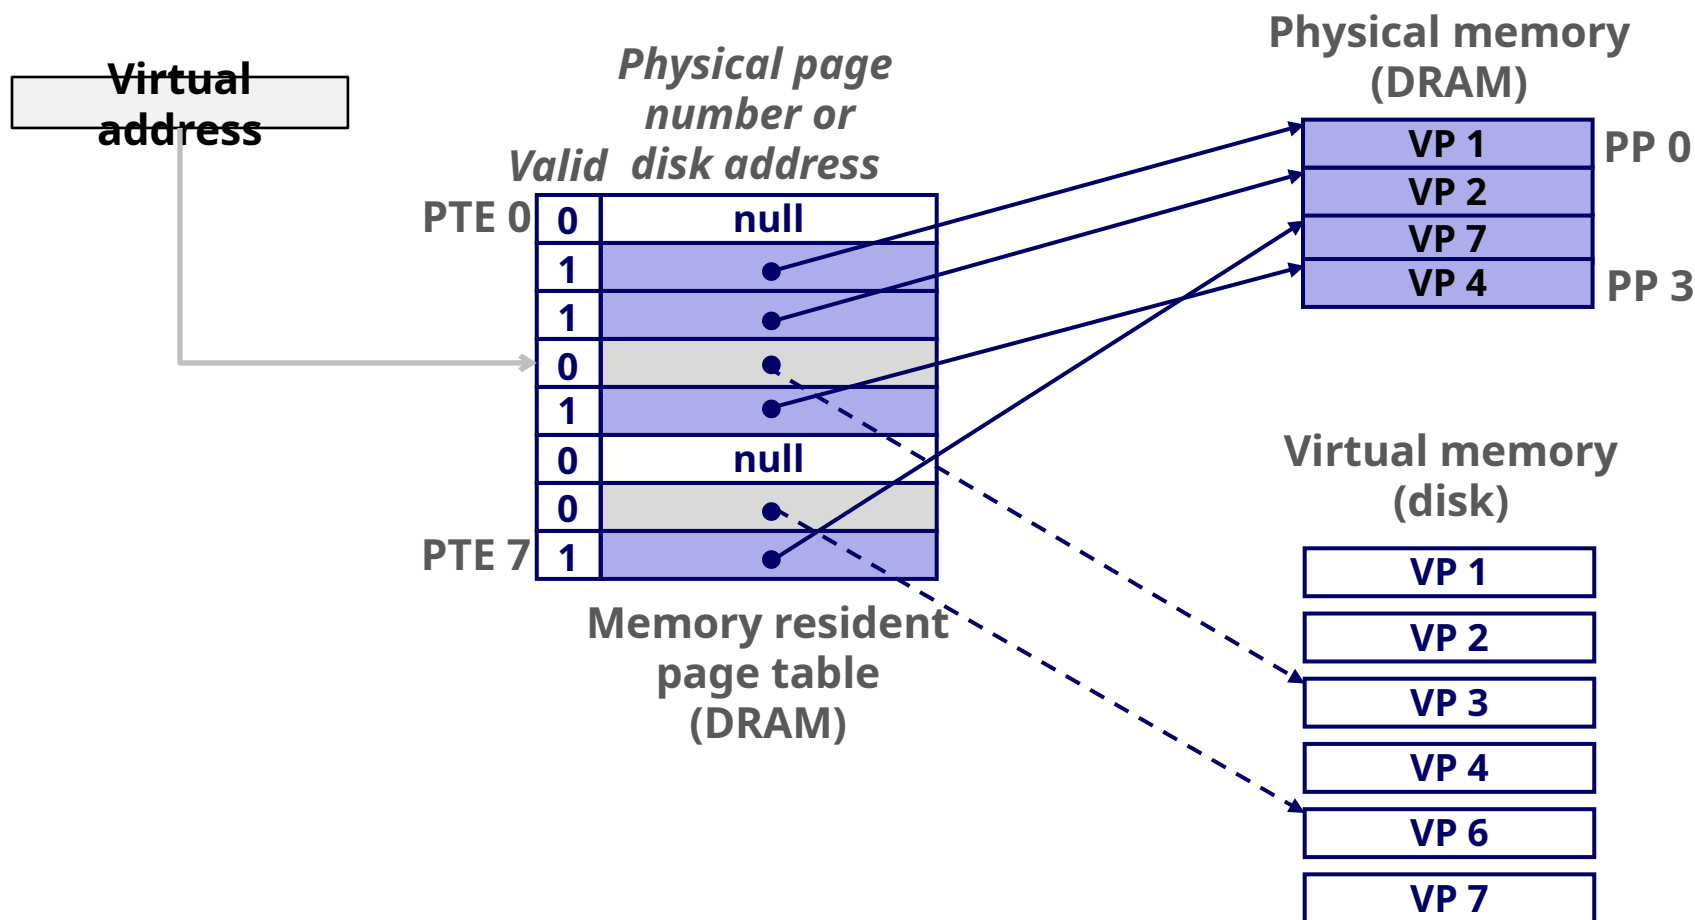 Virtual
address
Physical page
number or
disk address
Valid
PTE 0
0
null
1
1
0
1
0
null
0
PTE 7
1
Memory resident
page table
(DRAM)
Physical memory
(DRAM)
VP 1
PP 0
VP 2
VP 7
VP 4
PP 3
Virtual memory
(disk)
VP 1
VP 2
VP 3
VP 4
VP 6
VP 7